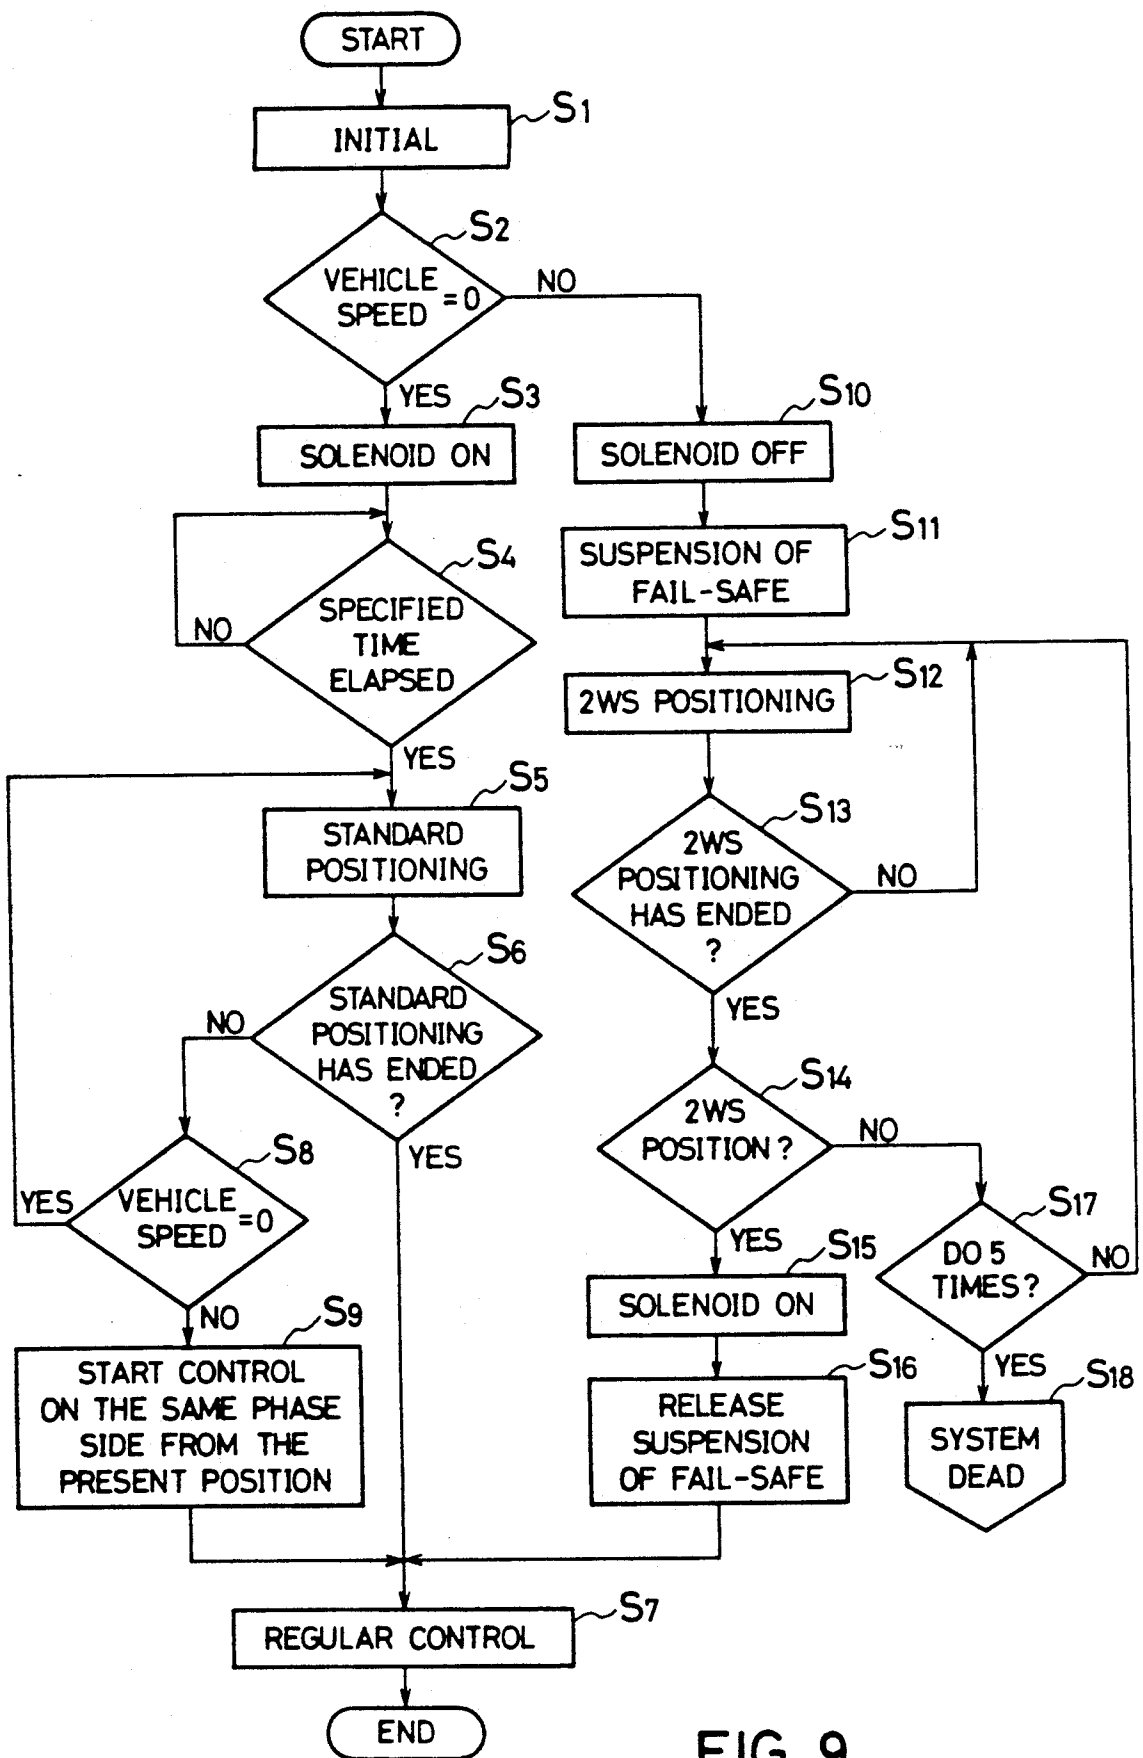 START
S1
INITIAL
S2
VEHICLE
SPEED =0
NO
YES
S3
SOLENOID ON
S10
SOLENOID OFF
S4
SPECIFIED
TIME
ELAPSED
NO
YES
S11
SUSPENSION OF
FAIL-SAFE
S12
2WS POSITIONING
S5
STANDARD
POSITIONING
S13
2WS
POSITIONING
HAS ENDED
?
NO
YES
S6
STANDARD
POSITIONING
HAS ENDED
?
NO
YES
S14
2WS
POSITION?
NO
YES
S8
VEHICLE
SPEED =0
YES
NO
S17
DO 5
TIMES?
NO
YES
S15
SOLENOID ON
S9
START CONTROL
ON THE SAME PHASE
SIDE FROM THE
PRESENT POSITION
S16
RELEASE
SUSPENSION
OF FAIL-SAFE
S18
SYSTEM
DEAD
S7
REGULAR CONTROL
END
FIG. 9